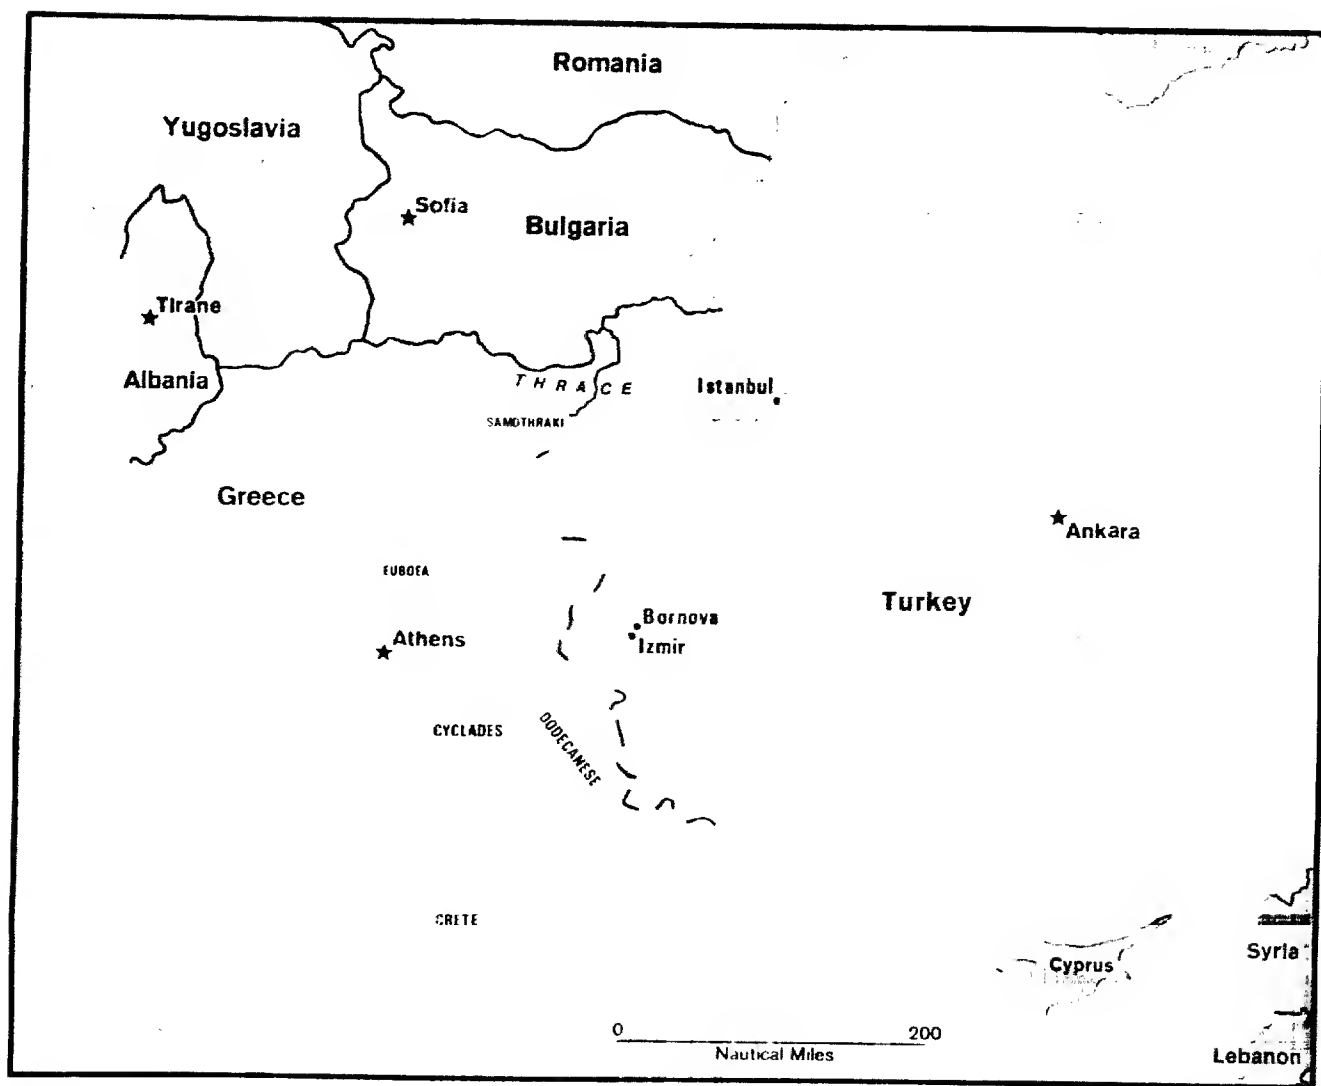 Romania
Yugoslavia
Sofia
Bulgaria
Tirane
Albania
THRACE
Istanbul
SAMOTHRAKI
Greece
Ankara
EUBOEA
Turkey
Bornova
Athens
Izmir
CYCLADES
DODECANESE
CRETE
Syria
Cyprus
0 200
Nautical Miles
Lebanon